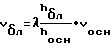 v_бл = λ h_бл / h_осн · v_осн